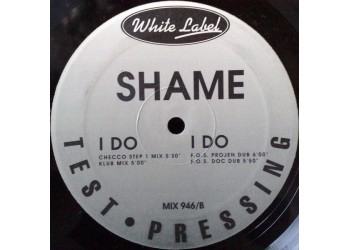 White Label
SHAME
I DO
CHECCO STEP 1 MIX 5'30"
KLUB MIX 5'00"
I DO
F.O.S. PROJEN DUB 6'00"
F.O.S. DOC DUB 5'50"
MIX 946/B
TEST • PRESSING